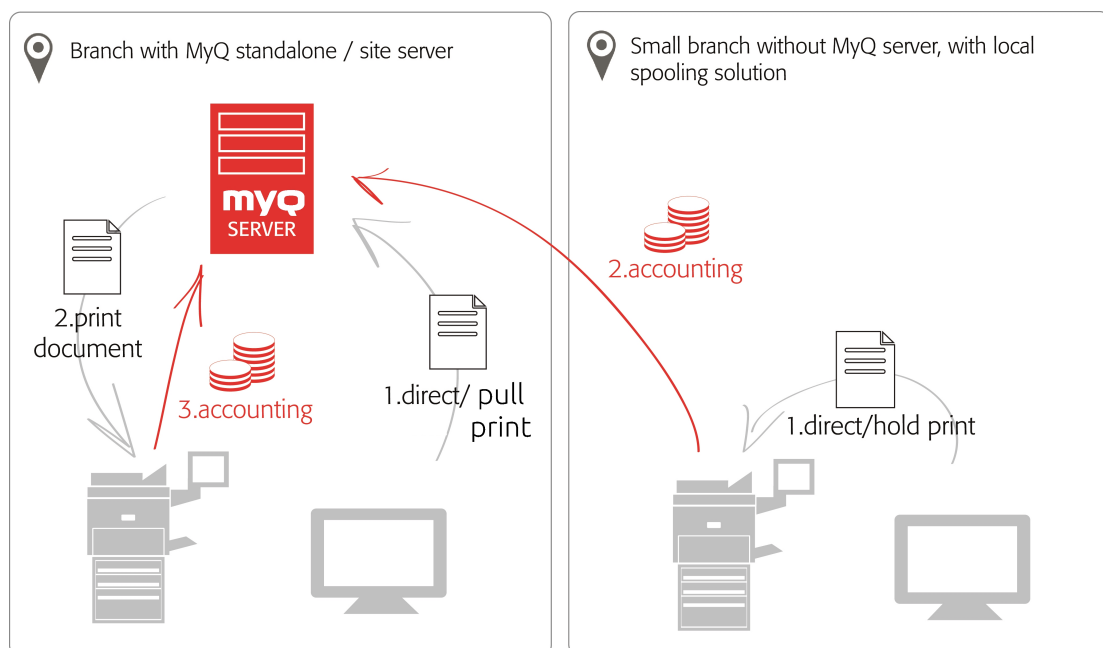 Branch with MyQ standalone / site server
myQ
SERVER
2.print
document
3.accounting
1.direct/ pull
print
Small branch without MyQ server, with local
spooling solution
2.accounting
1.direct/hold print